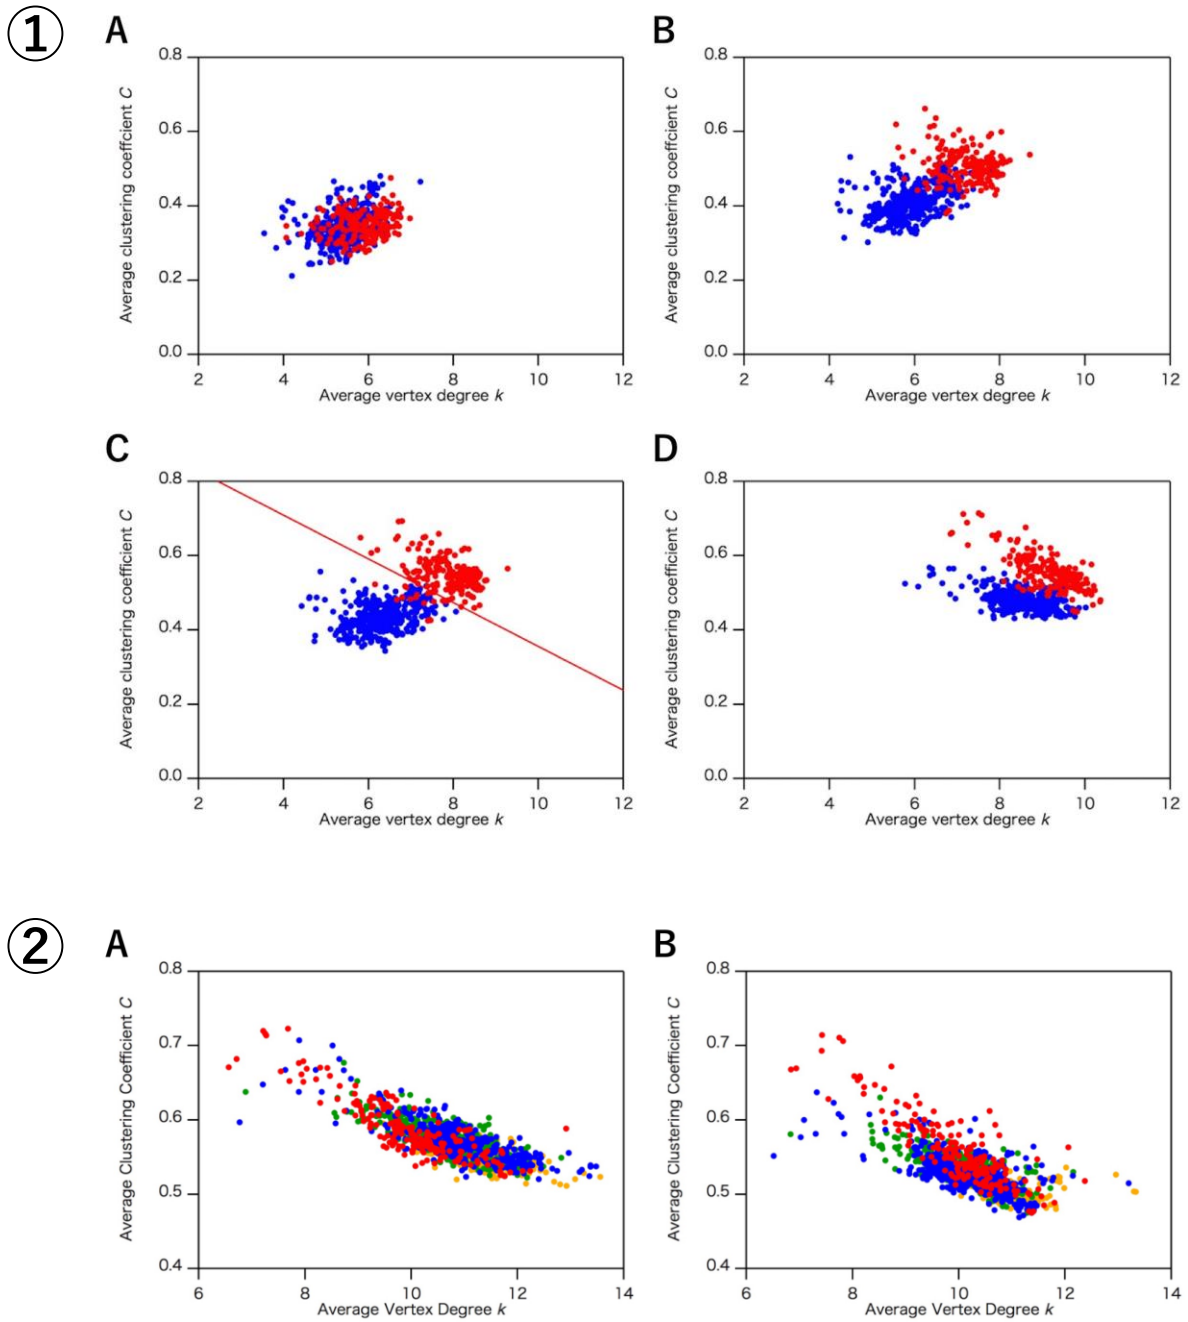 ①
A
B
0.8
0.6
0.4
0.2
0.0
2 4 6 8 10 12
Average vertex degree k
Average clustering coeffcient C
0.8
0.6
0.4
0.2
0.0
2 4 6 8 10 12
Average vertex degree k
Average clustering coefficient C
C
D
0.8
0.6
0.4
0.2
0.0
2 4 6 8 10 12
Average vertex degree k
Average clustering coefficient C
0.8
0.6
0.4
0.2
0.0
2 4 6 8 10 12
Average vertex degree k
Average clustering coefficient C
②
A
B
0.8
0.7
0.6
0.5
0.4
6 8 10 12 14
Average Vertex Degree k
Average Clustering Coefficient C
0.8
0.7
0.6
0.5
0.4
6 8 10 12 14
Average Vertex Degree k
Average Clustering Coefficient C